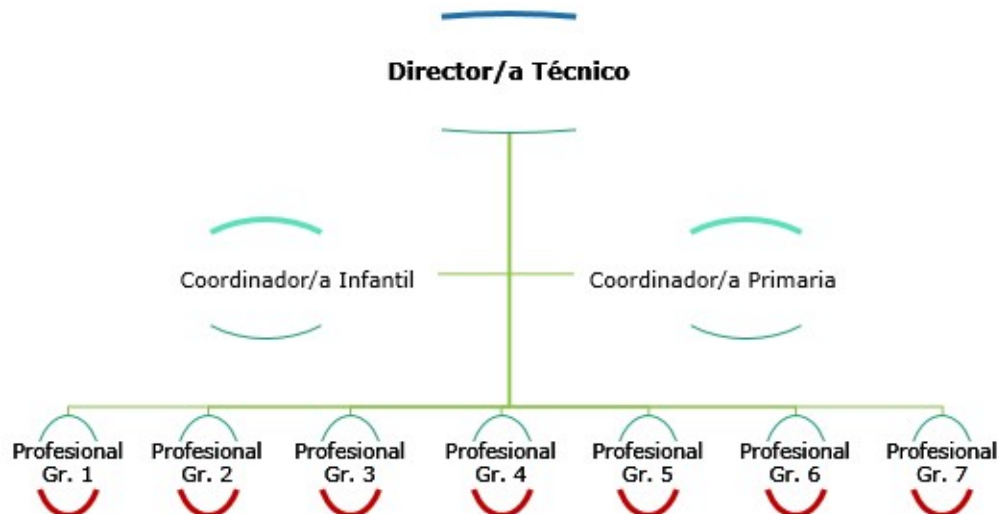 Director/a Técnico
Coordinador/a Infantil
Coordinador/a Primaria
Profesional
Gr. 1
Profesional
Gr. 2
Profesional
Gr. 3
Profesional
Gr. 4
Profesional
Gr. 5
Profesional
Gr. 6
Profesional
Gr. 7